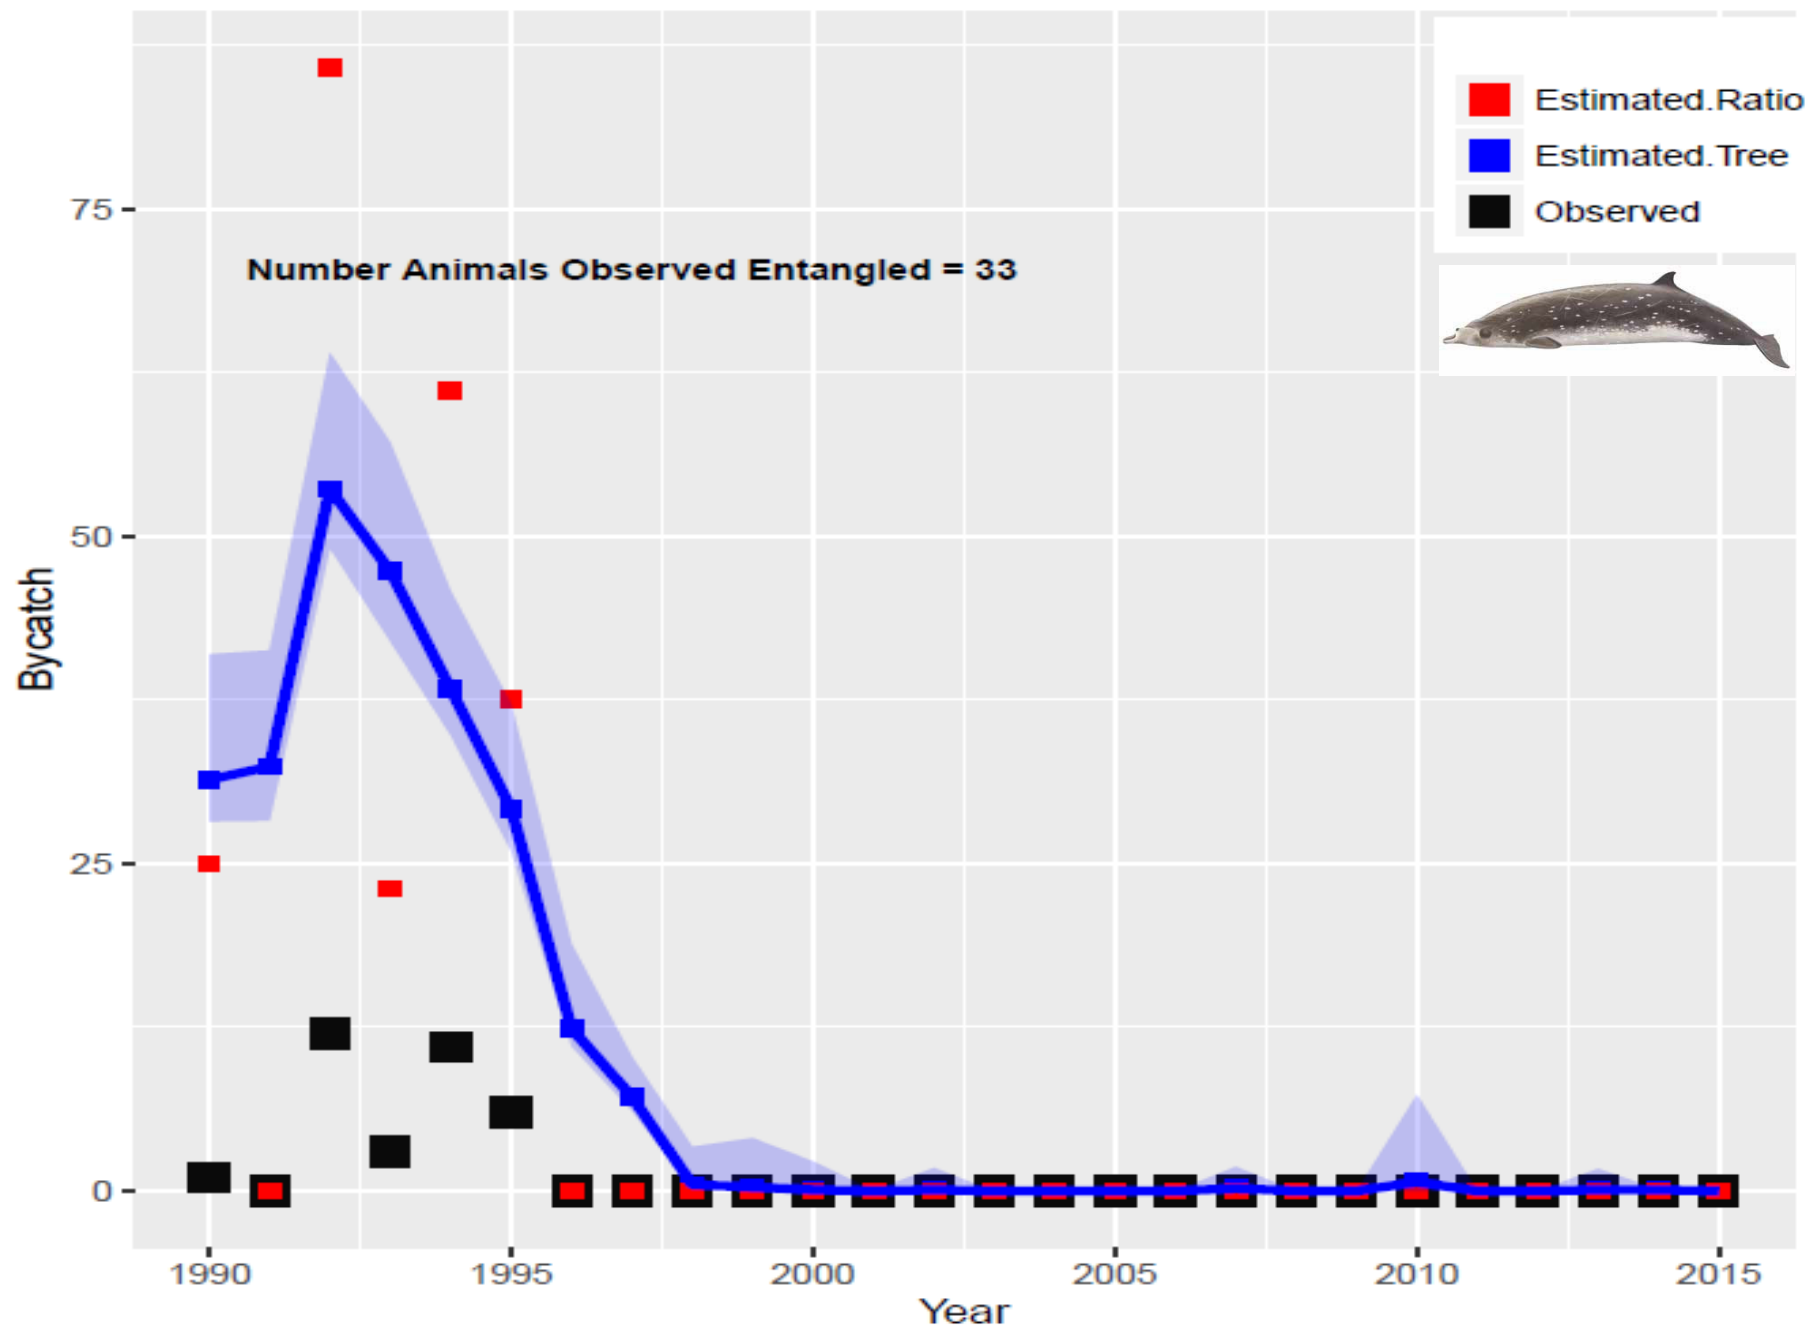 Estimated.Ratio
Estimated.Tree
Observed
75
Number Animals Observed Entangled = 33
50
25
0
Bycatch
1990 1995 2000 2005 2010 2015
Year